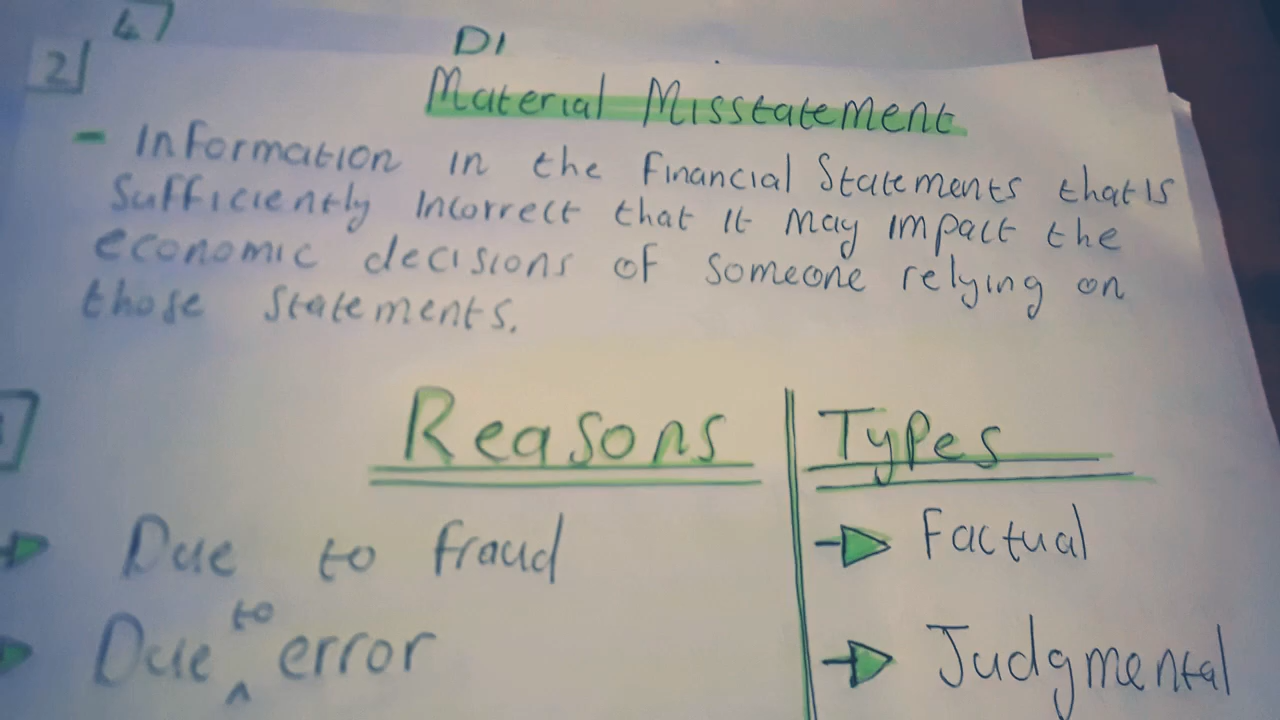 47
2
D1
Material Misstatement
- Information in the Financial Statements that is
sufficiently incorrect that it may impact the
economic decisions of someone relying on
those statements.
Reasons
Types
Due to fraud
Factual
Due to error
Judgmental